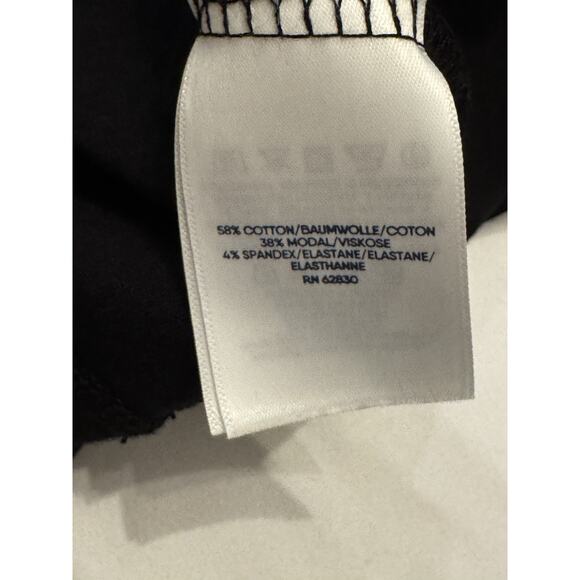 58% COTTON/BAUMWOLLE/COTON
38% MODAL/VISKOSE
4% SPANDEX/ELASTANE/ELASTANE/
ELASTHANNE
RN 62830